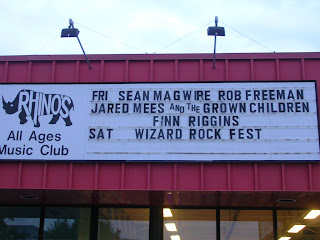 RHINO'S
All Ages
Music Club
FRI SEAN MAGWIRE ROB FREEMAN
JARED MEES AND THE GROWN CHILDREN
FINN RIGGINS
SAT WIZARD ROCK FEST